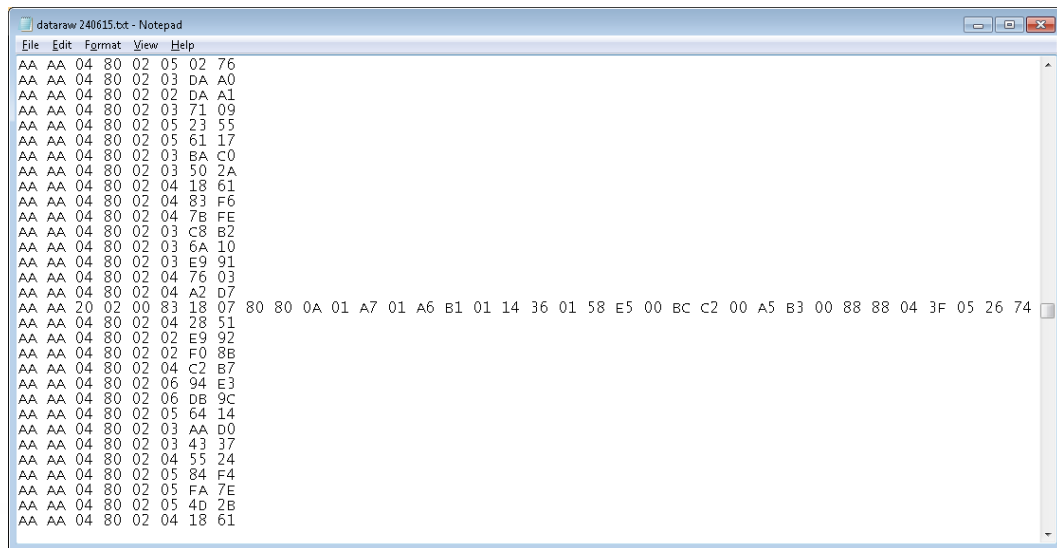 dataraw 240615.txt - Notepad
File Edit Format View Help
AA AA 04 80 02 05 02 76
AA AA 04 80 02 03 DA A0
AA AA 04 80 02 02 DA A1
AA AA 04 80 02 03 71 09
AA AA 04 80 02 05 23 55
AA AA 04 80 02 05 61 17
AA AA 04 80 02 03 BA C0
AA AA 04 80 02 03 50 2A
AA AA 04 80 02 04 18 61
AA AA 04 80 02 04 83 F6
AA AA 04 80 02 04 7B FE
AA AA 04 80 02 03 C8 B2
AA AA 04 80 02 03 6A 10
AA AA 04 80 02 03 E9 91
AA AA 04 80 02 04 76 03
AA AA 04 80 02 04 A2 D7
AA AA 20 02 00 83 18 07 80 80 0A 01 A7 01 A6 B1 01 14 36 01 58 E5 00 BC C2 00 A5 B3 00 88 88 04 3F 05 26 74
AA AA 04 80 02 04 28 51
AA AA 04 80 02 02 E9 92
AA AA 04 80 02 02 F0 8B
AA AA 04 80 02 04 C2 B7
AA AA 04 80 02 06 94 E3
AA AA 04 80 02 06 DB 9C
AA AA 04 80 02 05 64 14
AA AA 04 80 02 03 AA D0
AA AA 04 80 02 03 43 37
AA AA 04 80 02 04 55 24
AA AA 04 80 02 05 84 F4
AA AA 04 80 02 05 FA 7E
AA AA 04 80 02 05 4D 2B
AA AA 04 80 02 04 18 61